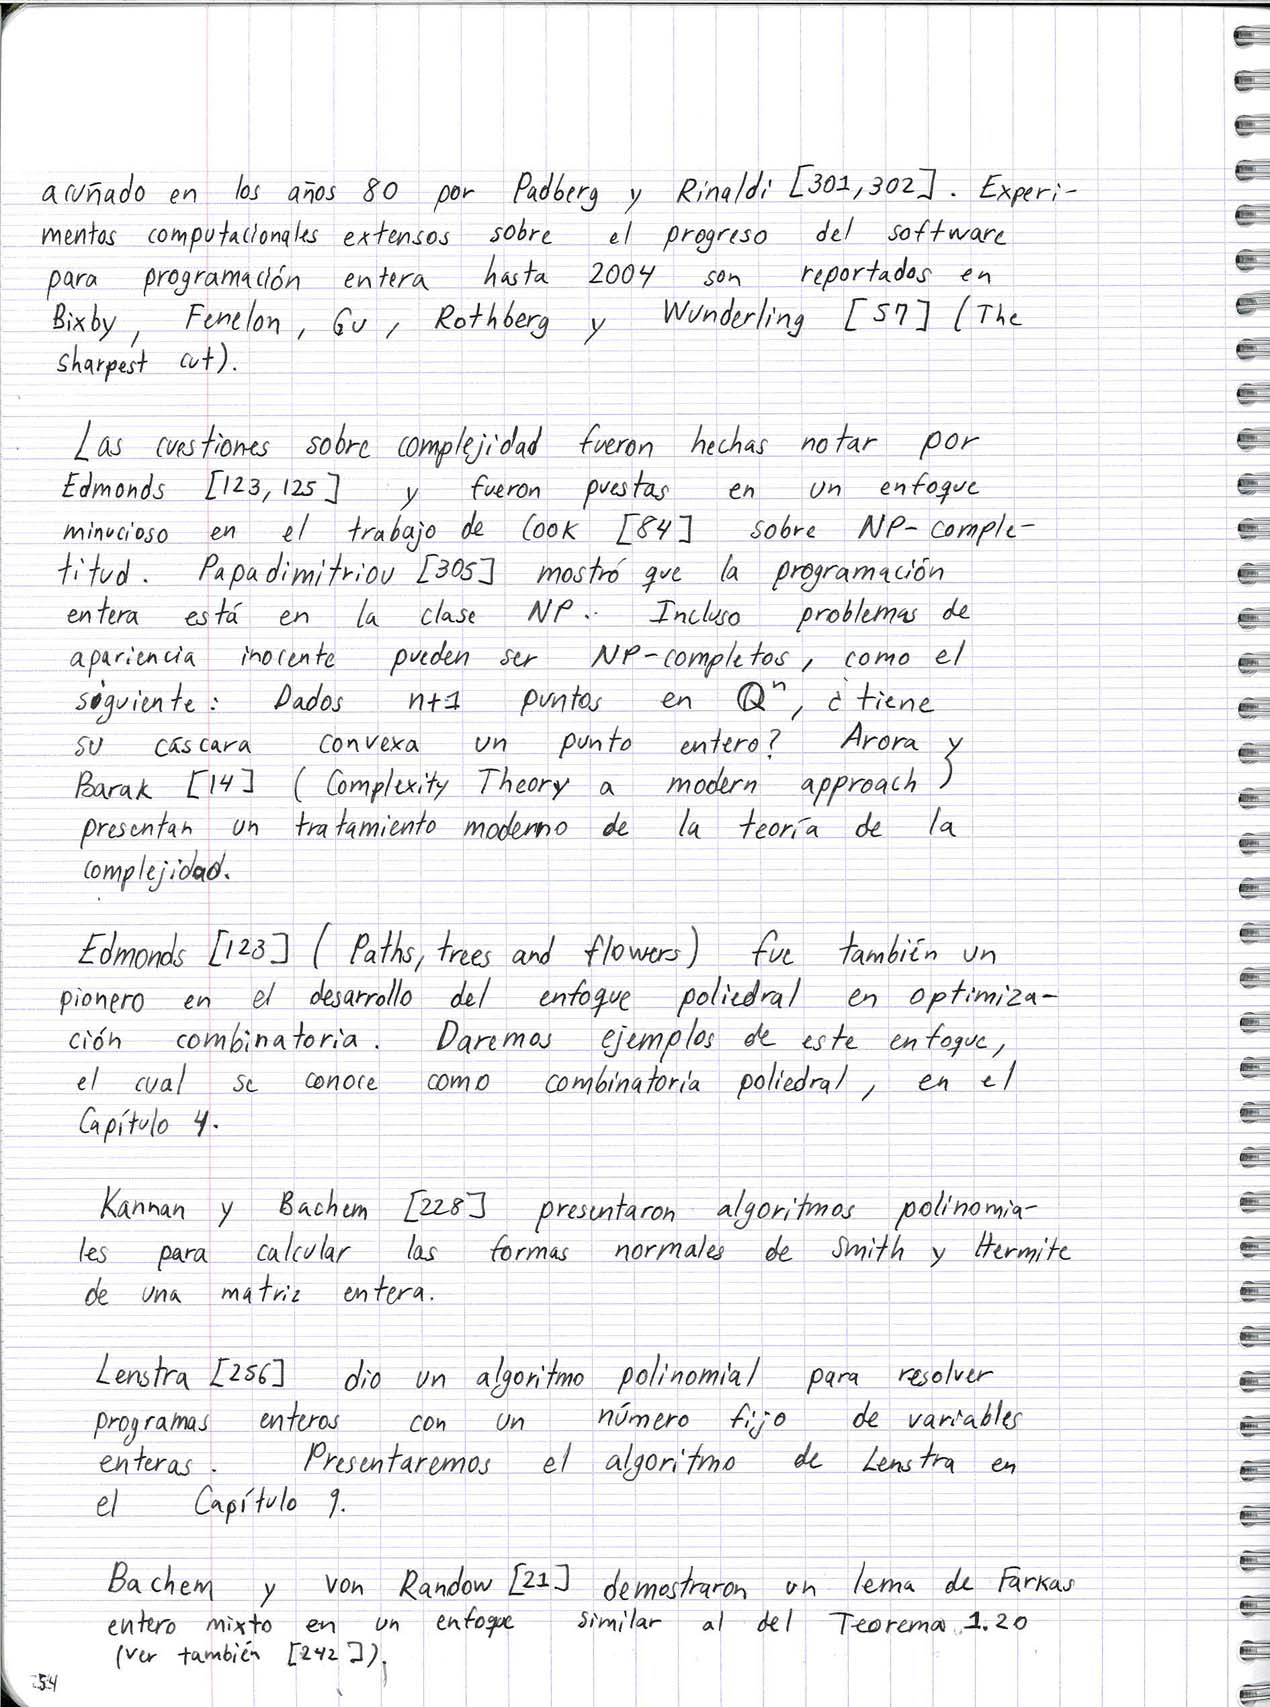 acuñado en los años 80 por Padberg y Rinaldi [301,302]. Experi-
mentos computacionales extensos sobre el progreso del software
para programación entera hasta 2004 son reportados en
Bixby, Fenelon, Gu, Rothberg y Wunderling [57] (The
sharpest cut).
Las cuestiones sobre complejidad fueron hechas notar por
Edmonds [123,125] y fueron puestas en un enfoque
minucioso en el trabajo de Cook [84] sobre NP-comple-
titud. Papadimitriou [305] mostró que la programación
entera está en la clase NP. Incluso problemas de
apariencia inocente pueden ser NP-completos, como el
siguiente: Dados n+1 puntos en ℚⁿ, ¿tiene
su cáscara convexa un punto entero? Arora y
Barak [14] (Complexity Theory a modern approach)
presentan un tratamiento moderno de la teoría de la
complejidad.
Edmonds [123] (Paths, trees and flowers) fue también un
pionero en el desarrollo del enfoque poliedral en optimiza-
ción combinatoria. Daremos ejemplos de este enfoque,
el cual se conoce como combinatoria poliedral, en el
Capítulo 4.
Kannan y Bachem [228] presentaron algoritmos polinomia-
les para calcular las formas normales de Smith y Hermite
de una matriz entera.
Lenstra [256] dio un algoritmo polinomial para resolver
programas enteros con un número fijo de variables
enteras. Presentaremos el algoritmo de Lenstra en
el Capítulo 9.
Bachem y von Randow [21] demostraron un lema de Farkas
entero mixto en un enfoque similar al del Teorema 1.20
(ver también [242]).
54